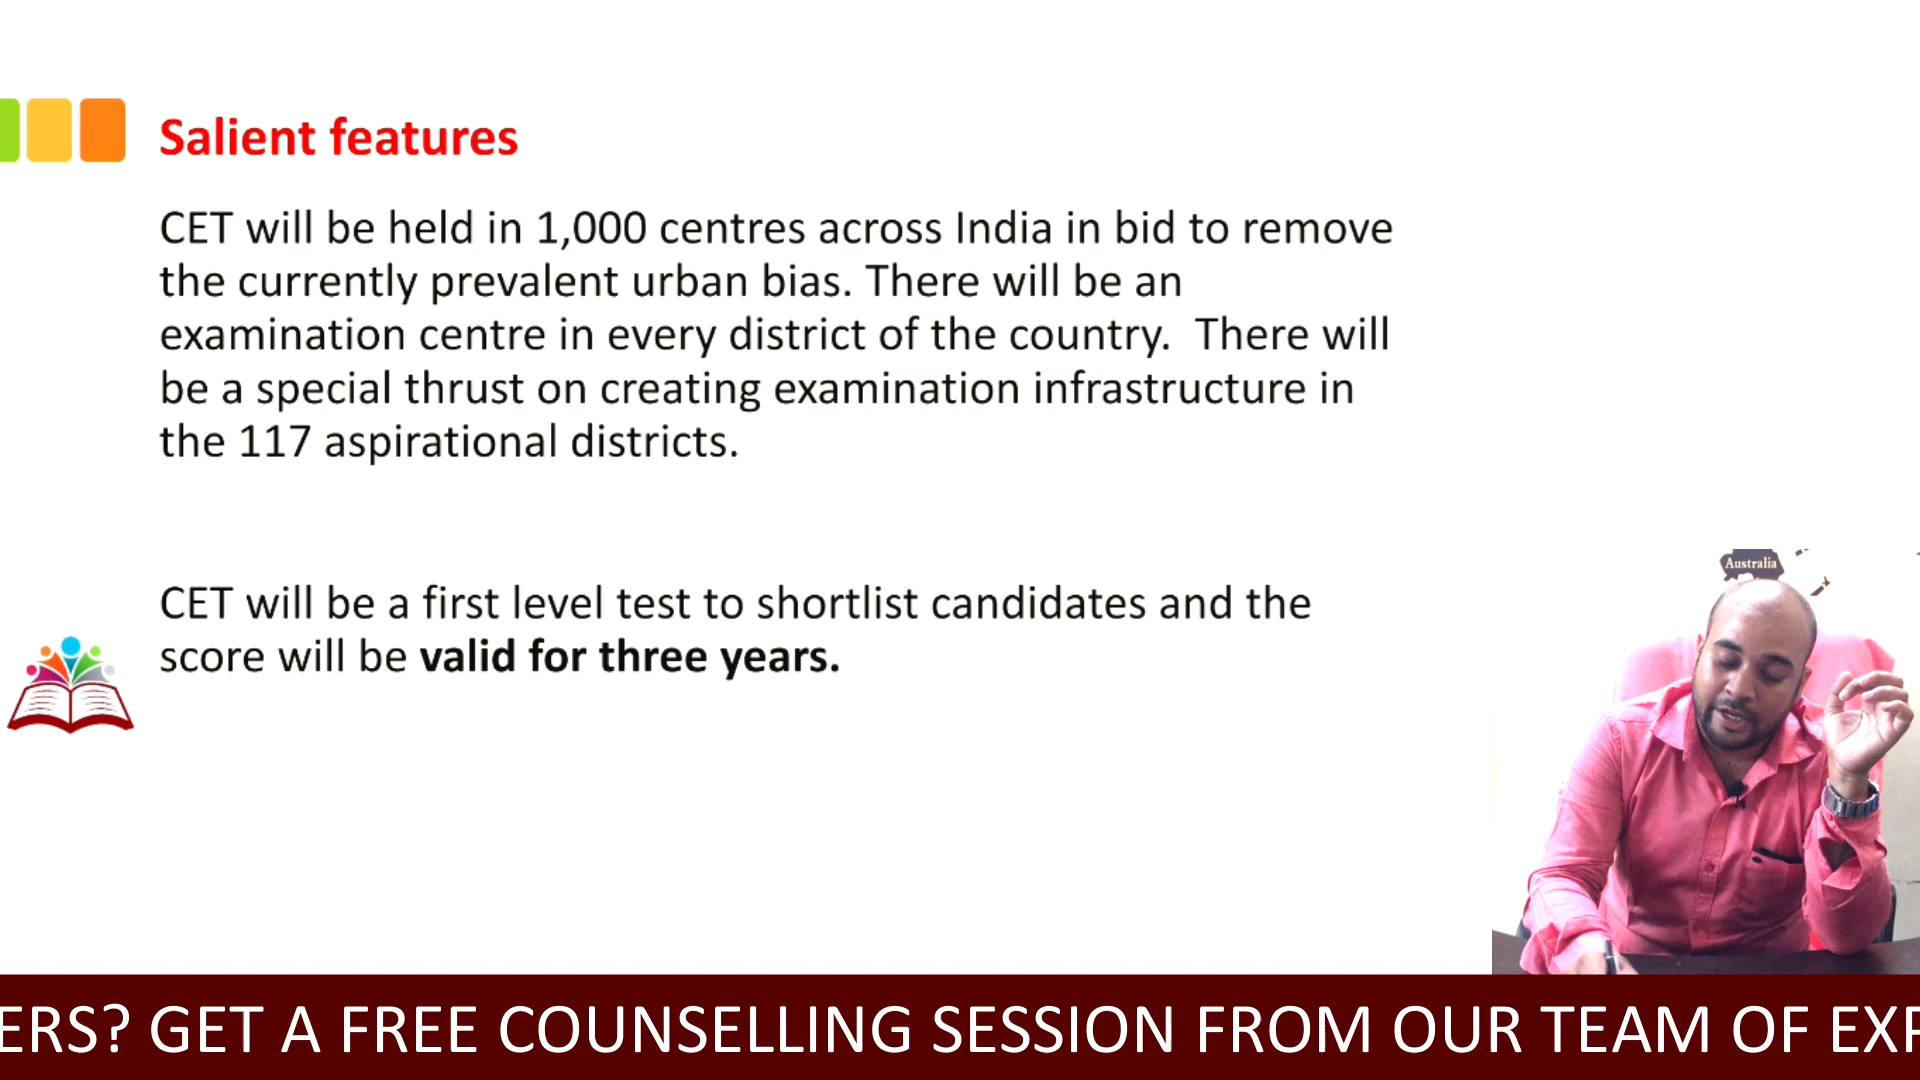 Salient features
CET will be held in 1,000 centres across India in bid to remove
the currently prevalent urban bias. There will be an
examination centre in every district of the country.  There will
be a special thrust on creating examination infrastructure in
the 117 aspirational districts.
CET will be a first level test to shortlist candidates and the
score will be valid for three years.
Australia
ERS? GET A FREE COUNSELLING SESSION FROM OUR TEAM OF EXP